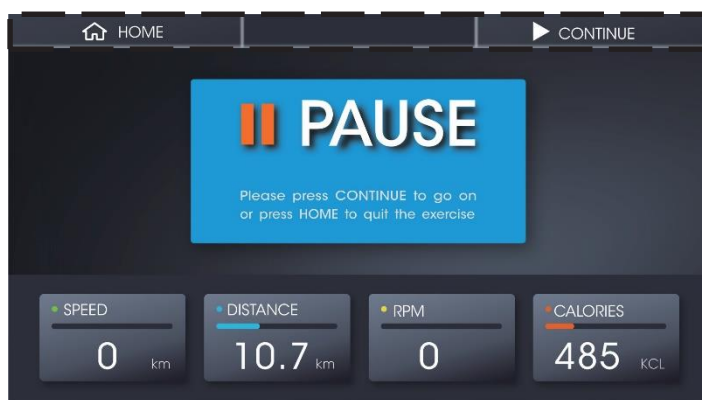 HOME
CONTINUE
PAUSE
Please press CONTINUE to go on
or press HOME to quit the exercise
SPEED
DISTANCE
RPM
CALORIES
0 km
10.7 km
0
485 KCL